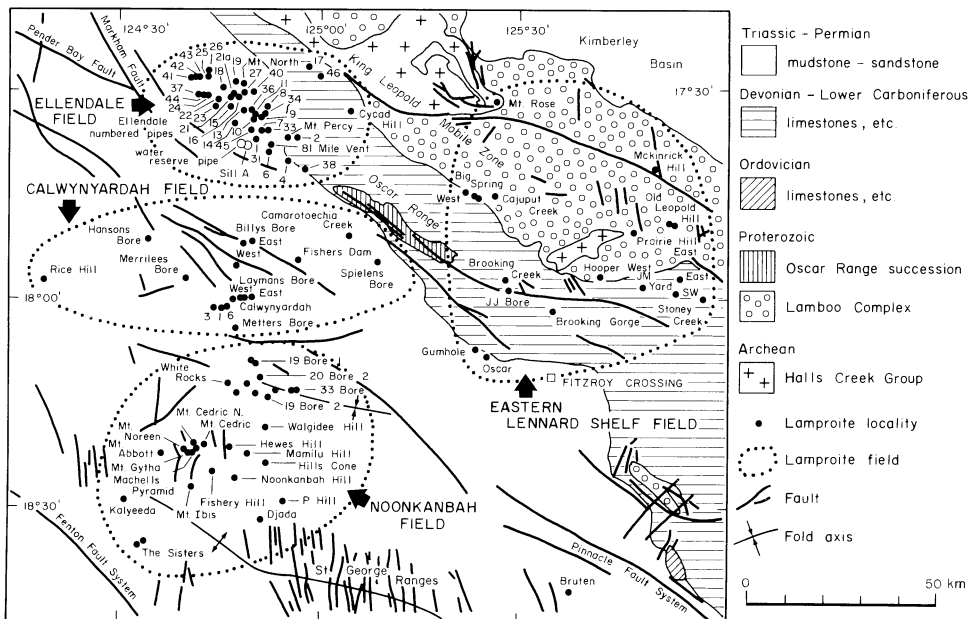 124°30'
125°00'
125°30'
Pender Bay Fault
Markham Fault
43 25 26
42
41
37
44
24
22
23
21
16
21a
18
19
27
15
13
14
45
10
Mt North
40
11
36
8
34
9
7
33
1
31
6
4
2
38
17
46
ELLENDALE
FIELD
Ellendale
numbered pipes
water
reserve pipe
Sill A
Mt. Percy
81 Mile Vent
Cycad
Hill
King Leopold
Mobile Zone
Kimberley
Basin
17°30'
Mt. Rose
Mckinrick
Hill
Big
Spring
West
Cajuput
Creek
Old
Leopold
Hill
Prairie Hill
East
Hooper West
JM
East
Yard
SW
Stoney
Creek
Oscar Range
Brooking
Creek
JJ Bore
Brooking Gorge
Gumhole
Oscar
FITZROY CROSSING
EASTERN
LENNARD SHELF FIELD
CALWYNYARDAH FIELD
Hansons
Bore
Merrilees
Bore
Rice Hill
Camarotoechia
Creek
Billys Bore
East
West
Fishers Dam
Laymans Bore
Spielens
Bore
West
East
Calwynyardah
3 1 6
Metters Bore
18°00'
White
Rocks
19 Bore 1
20 Bore 2
33 Bore
19 Bore 2
Walgidee Hill
Mt. Cedric N.
Mt Cedric
Mt.
Noreen
Mt
Abbott
Mt Gytha
Machells
Pyramid
Kalyeeda
Mt Ibis
Fishery Hill
Hewes Hill
Mamilu Hill
Hills Cone
Noonkanbah Hill
P Hill
Djada
The Sisters
NOONKANBAH
FIELD
18°30'
Fenton Fault System
St George Ranges
Bruten
Pinnacle Fault System
Triassic - Permian
mudstone - sandstone
Devonian - Lower Carboniferous
limestones, etc.
Ordovician
limestones, etc
Proterozoic
Oscar Range succession
Lamboo Complex
Archean
Halls Creek Group
Lamproite locality
Lamproite field
Fault
Fold axis
0 50 km